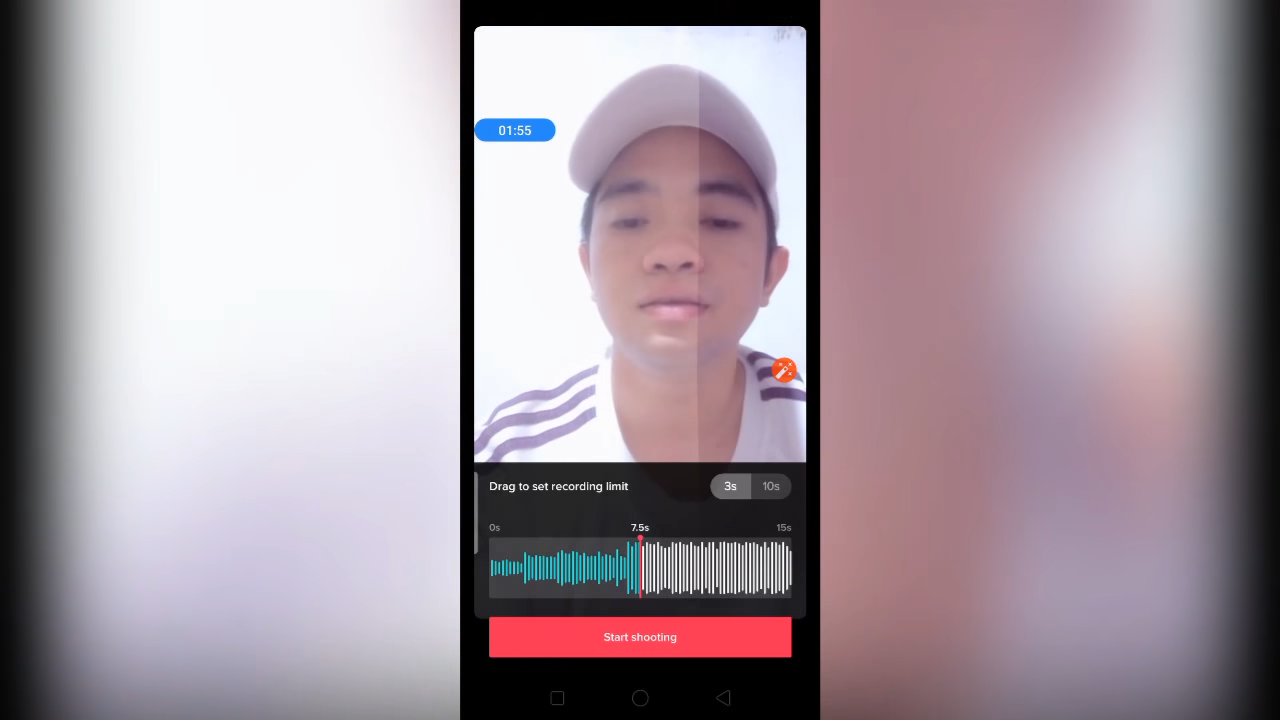 01:55
Drag to set recording limit
3s 10s
0s 7.5s 15s
Start shooting